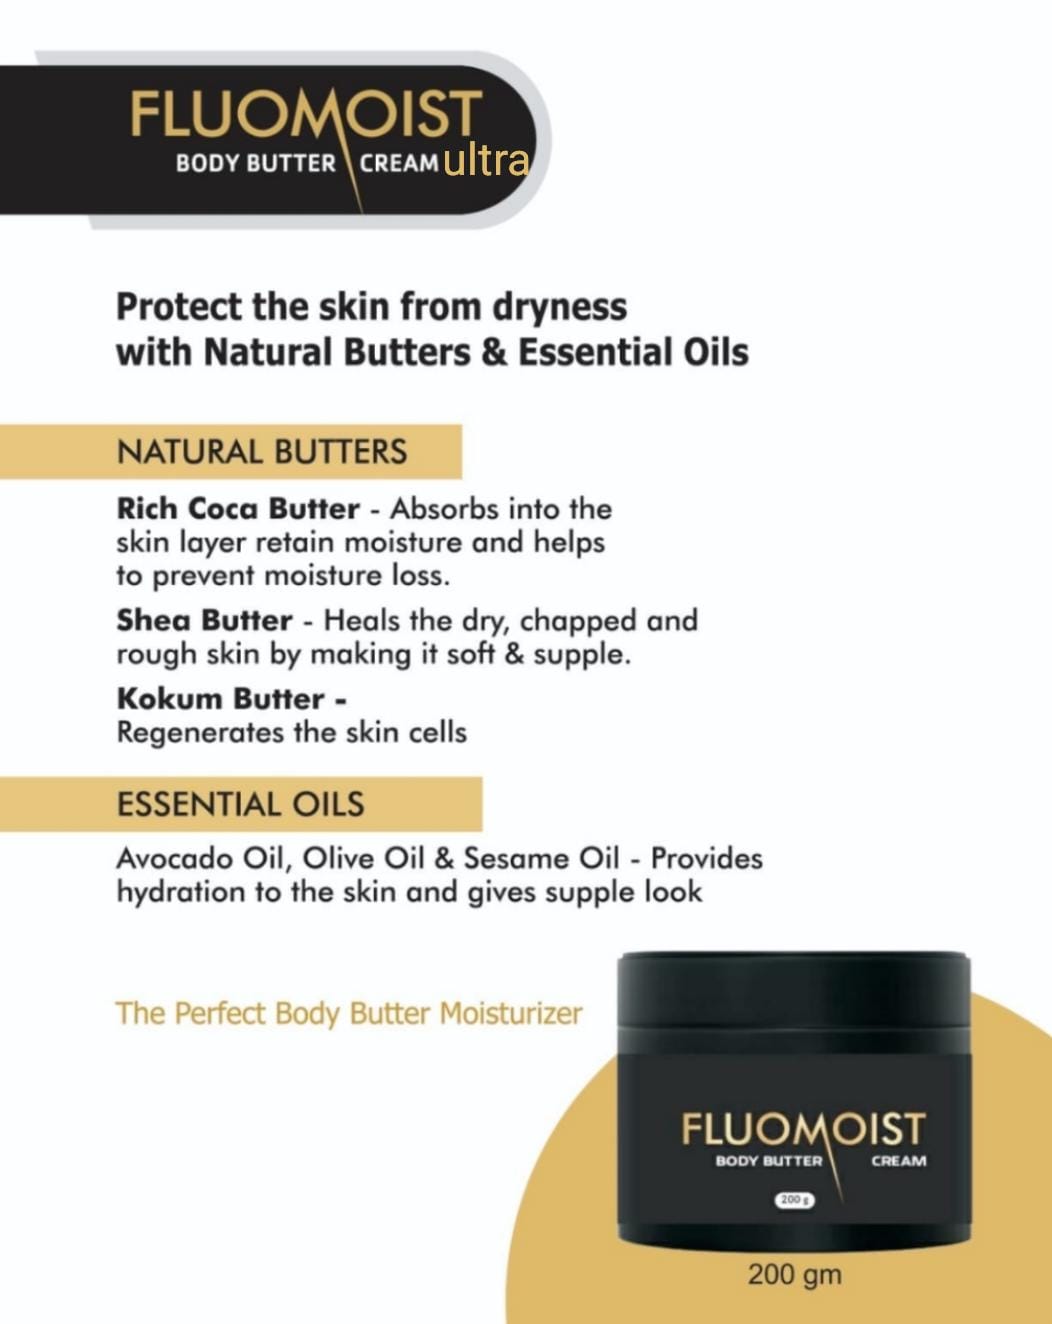 FLUOMOIST
BODY BUTTER CREAM ultra
Protect the skin from dryness
with Natural Butters & Essential Oils
NATURAL BUTTERS
Rich Coca Butter - Absorbs into the
skin layer retain moisture and helps
to prevent moisture loss.
Shea Butter - Heals the dry, chapped and
rough skin by making it soft & supple.
Kokum Butter -
Regenerates the skin cells
ESSENTIAL OILS
Avocado Oil, Olive Oil & Sesame Oil - Provides
hydration to the skin and gives supple look
The Perfect Body Butter Moisturizer
FLUOMOIST
BODY BUTTER CREAM
200 g
200 gm